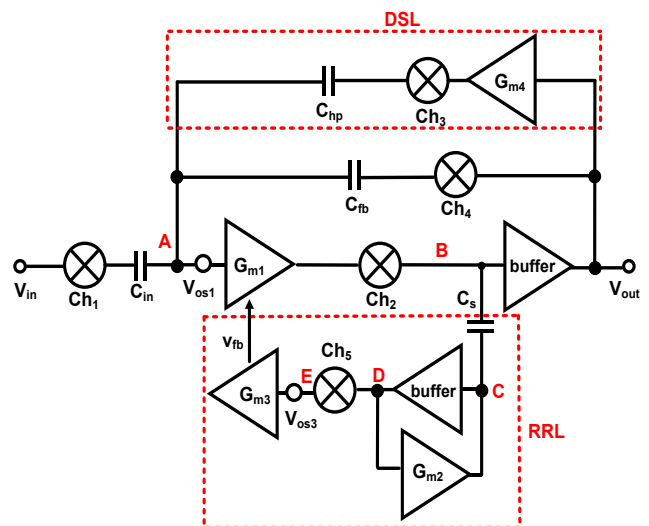 DSL
G_m4
C_hp
Ch_3
C_fb
Ch_4
A
V_in
Ch_1
C_in
V_os1
G_m1
Ch_2
B
buffer
V_out
C_s
v_fb
Ch_5
G_m3
E
V_os3
D
buffer
C
RRL
G_m2